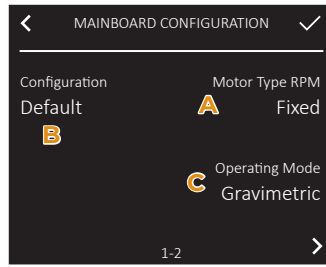 MAINBOARD CONFIGURATION
Configuration
Motor Type RPM
Default
A
Fixed
B
Operating Mode
C
Gravimetric
1-2